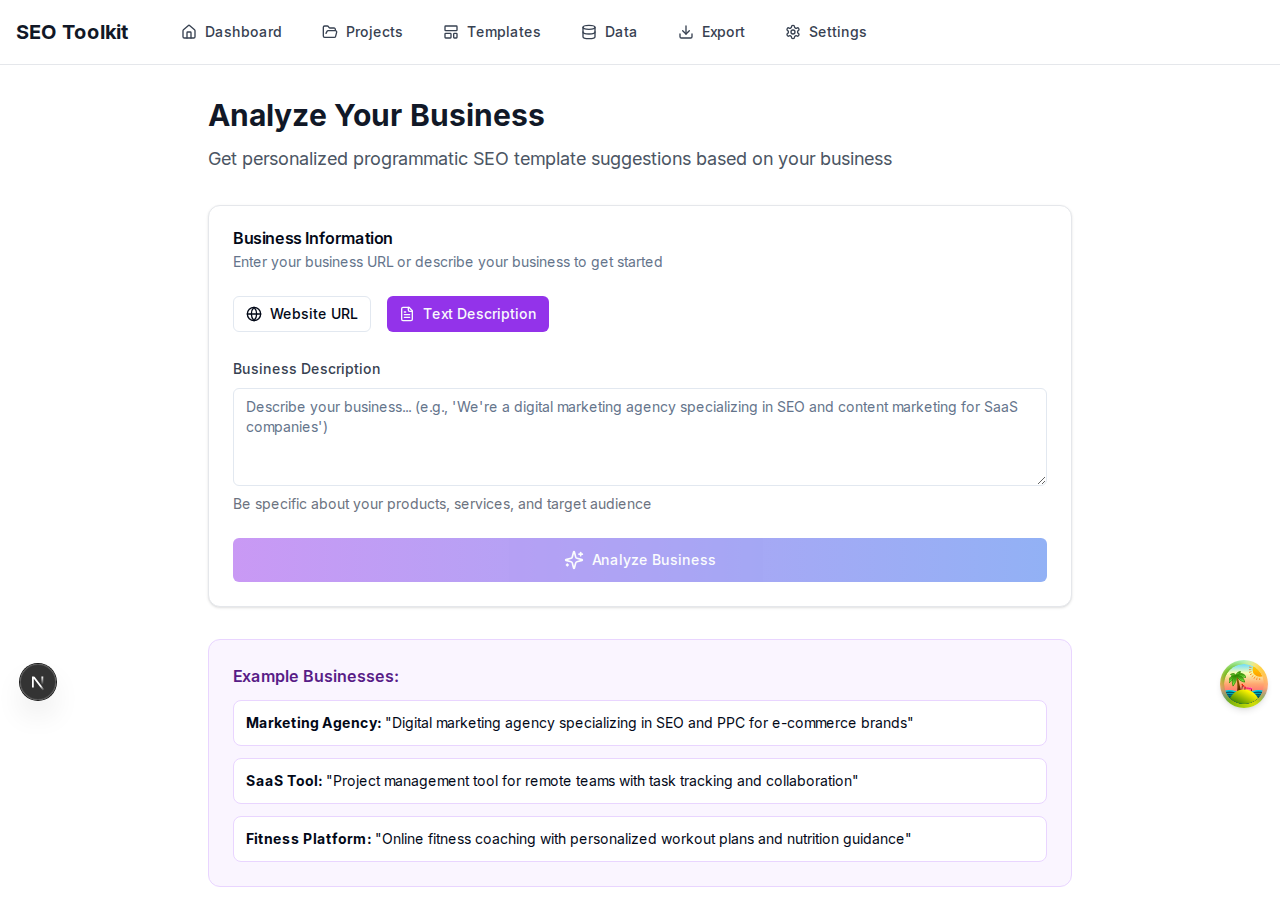 SEO Toolkit
Dashboard
Projects
Templates
Data
Export
Settings
Analyze Your Business
Get personalized programmatic SEO template suggestions based on your business
Business Information
Enter your business URL or describe your business to get started
Website URL
Text Description
Business Description
Describe your business... (e.g., 'We're a digital marketing agency specializing in SEO and content marketing for SaaS
companies')
Be specific about your products, services, and target audience
Analyze Business
N
Example Businesses:
Marketing Agency: "Digital marketing agency specializing in SEO and PPC for e-commerce brands"
SaaS Tool: "Project management tool for remote teams with task tracking and collaboration"
Fitness Platform: "Online fitness coaching with personalized workout plans and nutrition guidance"